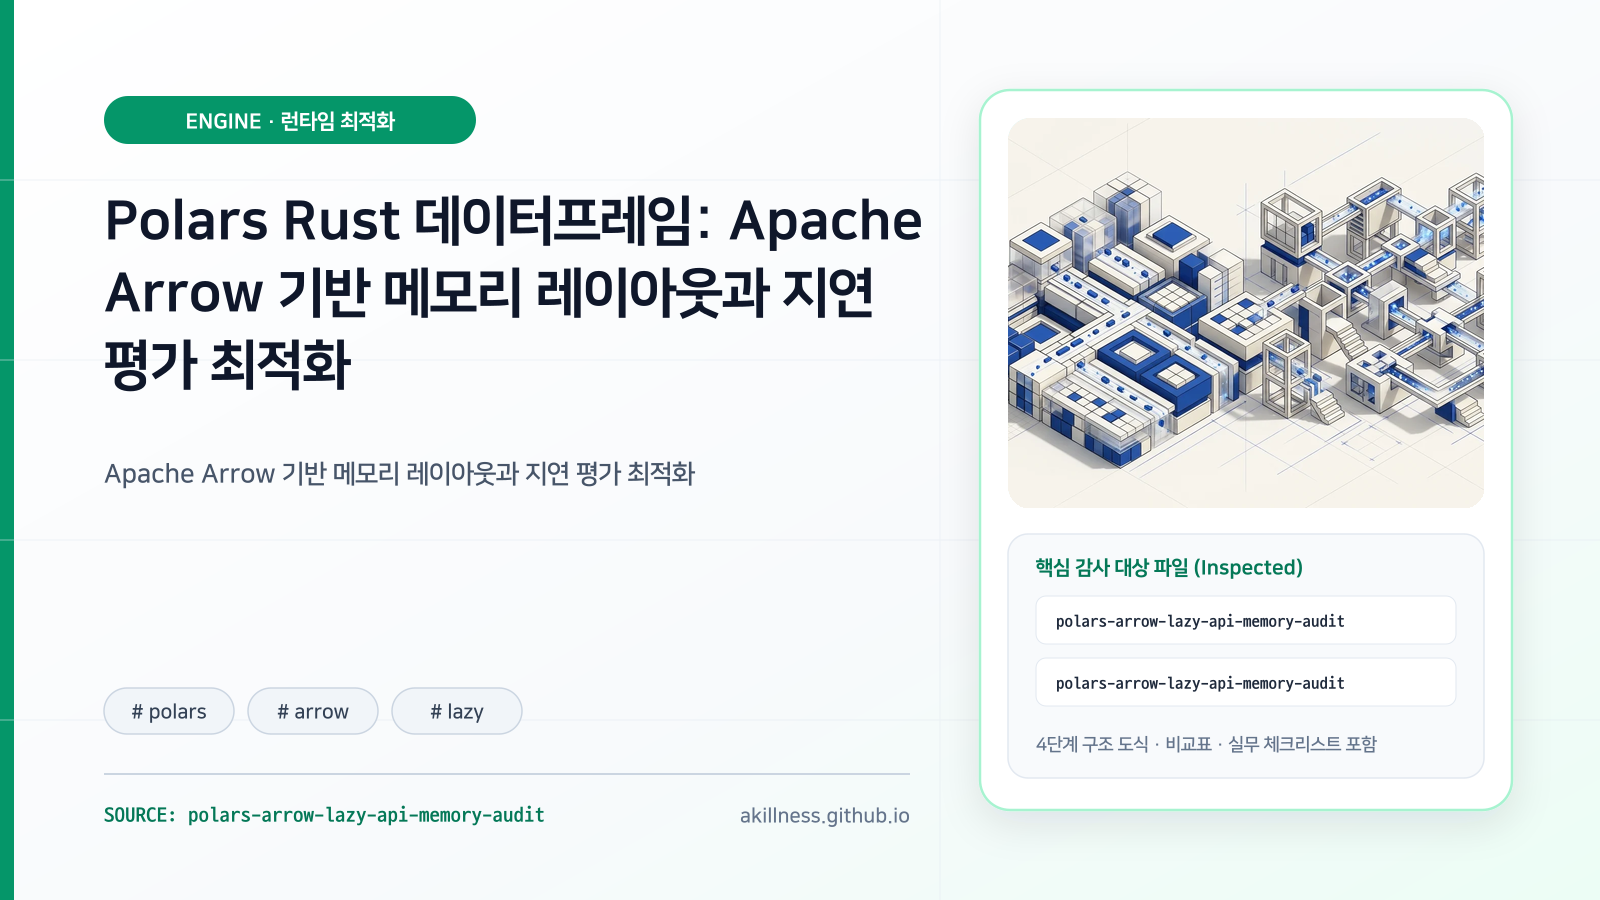 ENGINE · 런타임 최적화
Polars Rust 데이터프레임: Apache
Arrow 기반 메모리 레이아웃과 지연
평가 최적화
Apache Arrow 기반 메모리 레이아웃과 지연 평가 최적화
# polars
# arrow
# lazy
SOURCE: polars-arrow-lazy-api-memory-audit
akillness.github.io
핵심 감사 대상 파일 (Inspected)
polars-arrow-lazy-api-memory-audit
polars-arrow-lazy-api-memory-audit
4단계 구조 도식 · 비교표 · 실무 체크리스트 포함